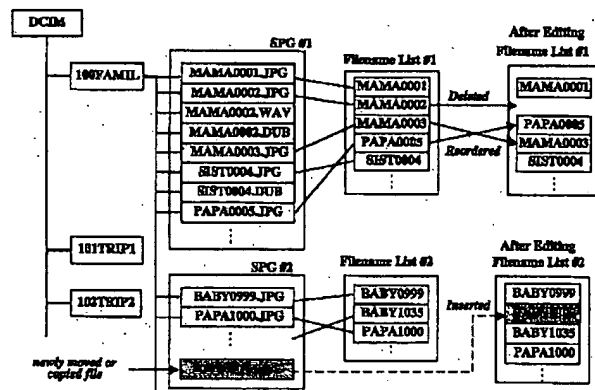 DCIM
100FAMIL
101TRIP1
102TRIP2
newly moved or
copied file
SPG #1
MAMA0001.JPG
MAMA0002.JPG
MAMA0002.WAV
MAMA0002.DUB
MAMA0003.JPG
SIST0004.JPG
SIST0004.DUB
PAPA0005.JPG
Filename List #1
MAMA0001
MAMA0002
MAMA0003
PAPA0005
SIST0004
Deleted
Reordered
After Editing
Filename List #1
MAMA0001
PAPA0005
MAMA0003
SIST0004
SPG #2
BABY0999.JPG
PAPA1000.JPG
Filename List #2
BABY0999
BABY1035
PAPA1000
Inserted
After Editing
Filename List #2
BABY0999
BABY1035
PAPA1000